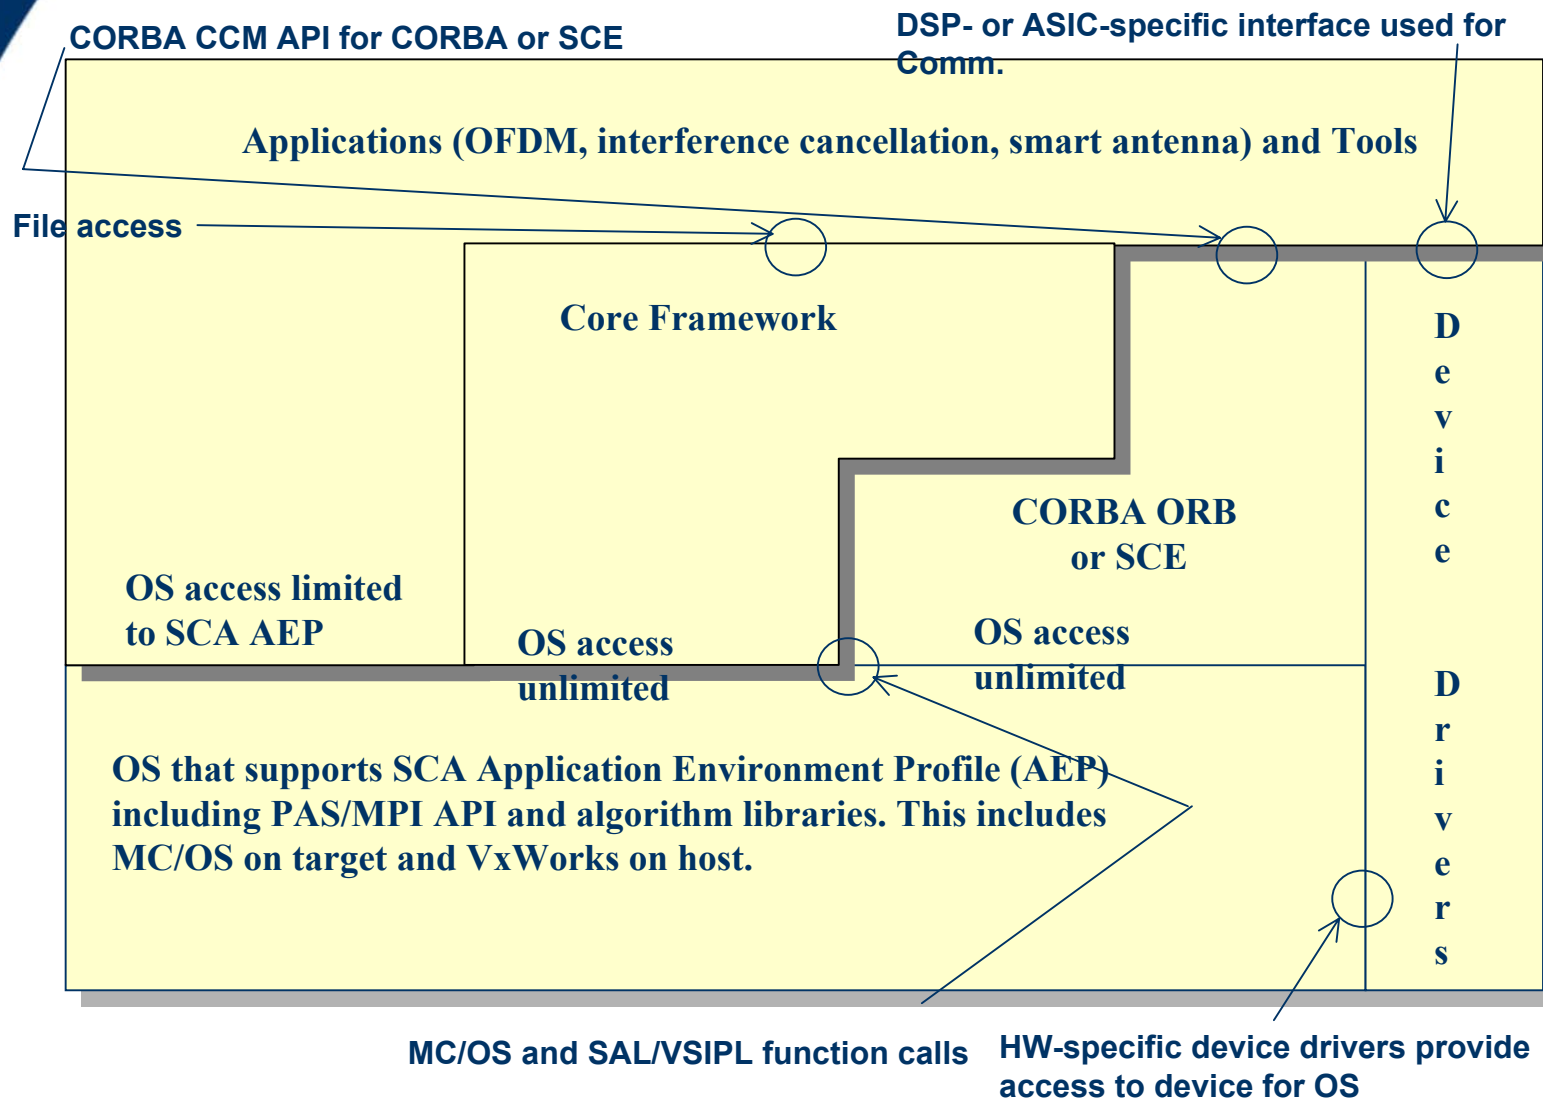 CORBA CCM API for CORBA or SCE
DSP- or ASIC-specific interface used for
Comm.
Applications (OFDM, interference cancellation, smart antenna) and Tools
File access
Core Framework
CORBA ORB
or SCE
OS access limited
to SCA AEP
OS access
unlimited
OS access
unlimited
D
e
v
i
c
e
D
r
i
v
e
r
s
OS that supports SCA Application Environment Profile (AEP)
including PAS/MPI API and algorithm libraries. This includes
MC/OS on target and VxWorks on host.
MC/OS and SAL/VSIPL function calls
HW-specific device drivers provide
access to device for OS